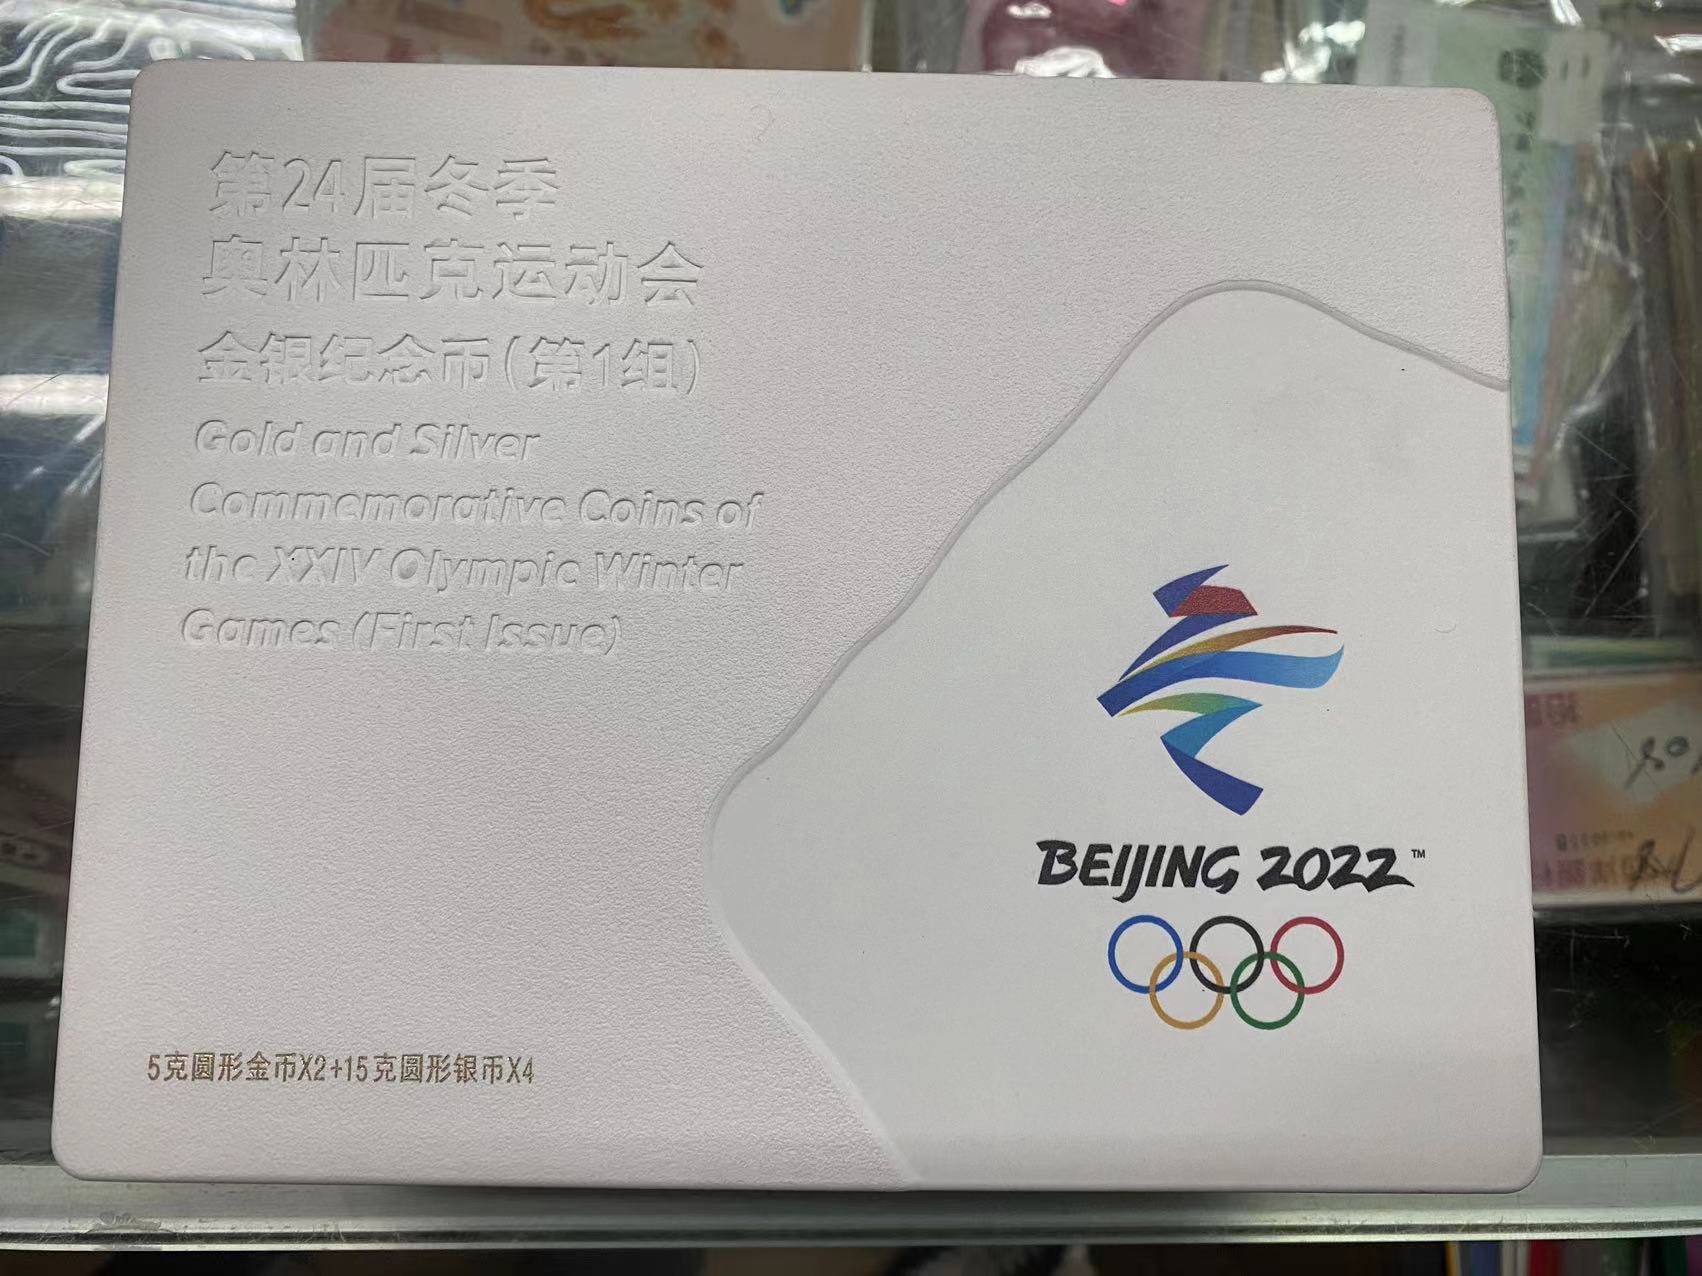 第24届冬季
奥林匹克运动会
金银纪念币(第1组)
Gold and Silver
Commemorative Coins of
the XXIV Olympic Winter
Games (First Issue)
BEIJING 2022™
5克圆形金币X2+15克圆形银币X4